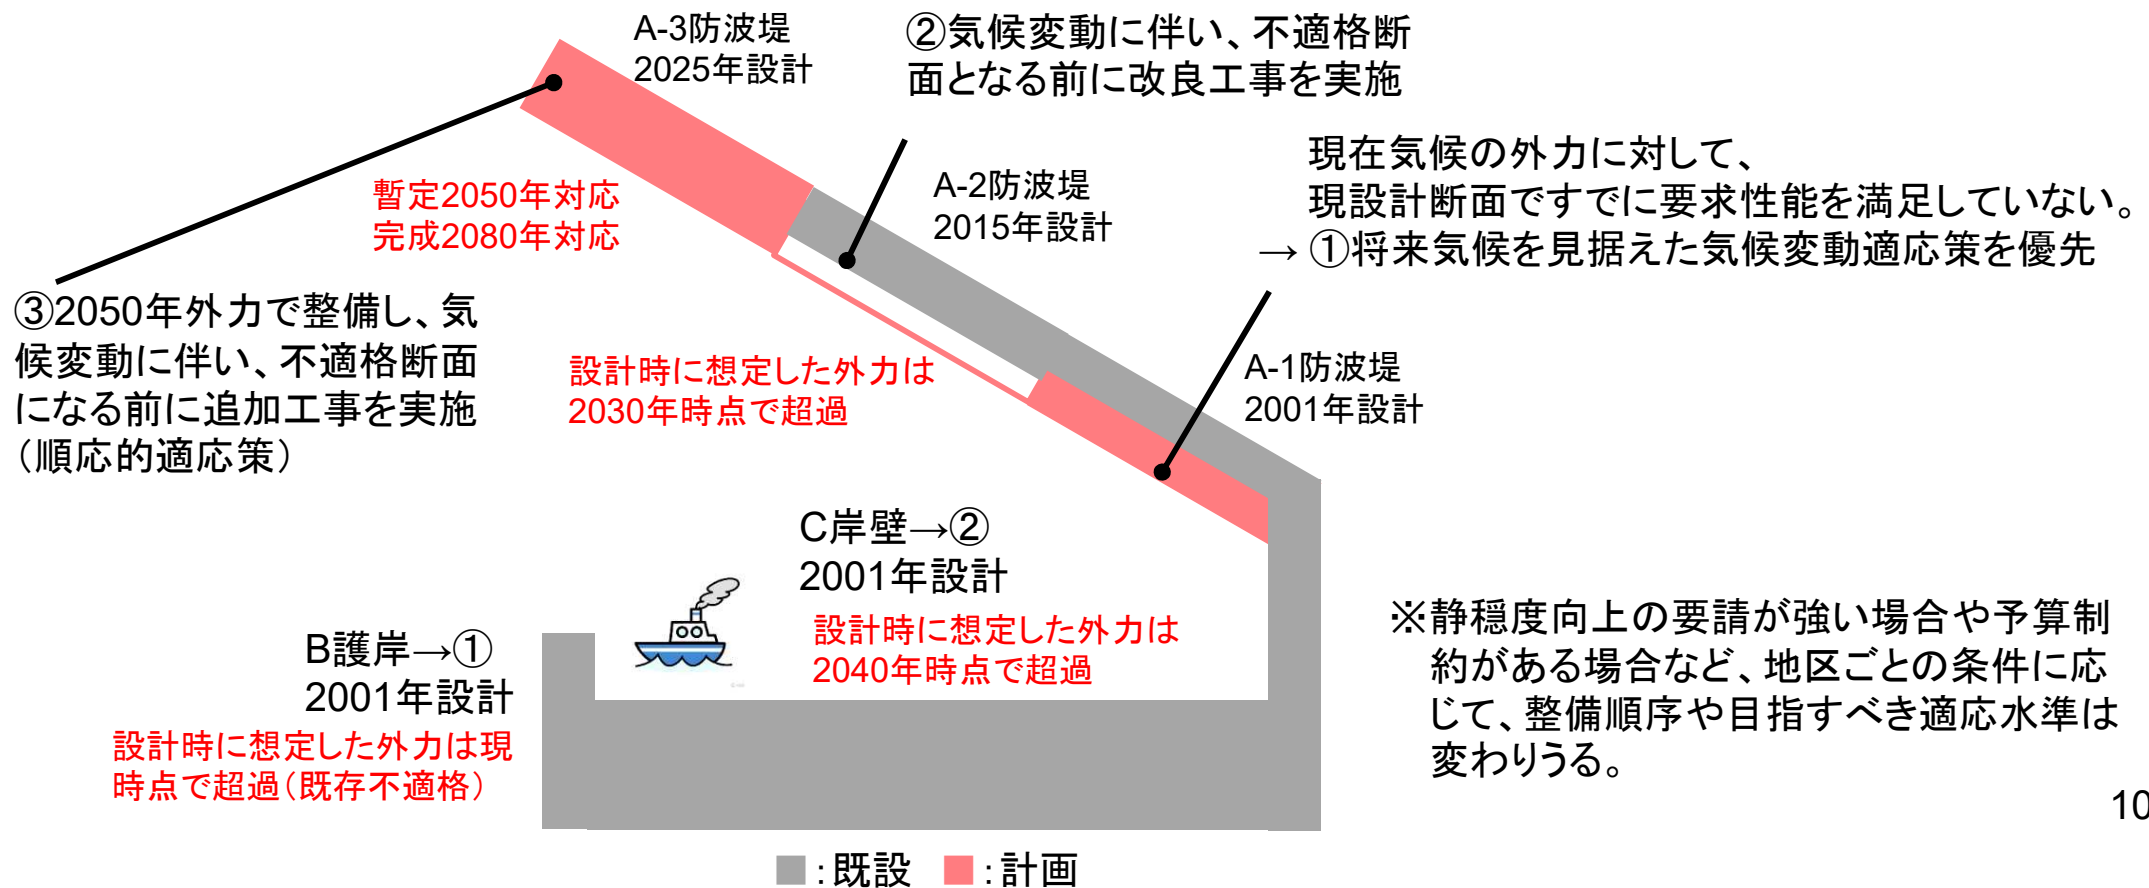 A-3防波堤
2025年設計
②気候変動に伴い、不適格断
面となる前に改良工事を実施
現在気候の外力に対して、
現設計断面ですでに要求性能を満足していない。
→ ①将来気候を見据えた気候変動適応策を優先
暫定2050年対応
完成2080年対応
A-2防波堤
2015年設計
③2050年外力で整備し、気
候変動に伴い、不適格断面
になる前に追加工事を実施
（順応的適応策）
設計時に想定した外力は
2030年時点で超過
A-1防波堤
2001年設計
C岸壁→②
2001年設計
設計時に想定した外力は
2040年時点で超過
B護岸→①
2001年設計
設計時に想定した外力は現
時点で超過（既存不適格）
※静穏度向上の要請が強い場合や予算制
約がある場合など、地区ごとの条件に応
じて、整備順序や目指すべき適応水準は
変わりうる。
10
：既設 ：計画